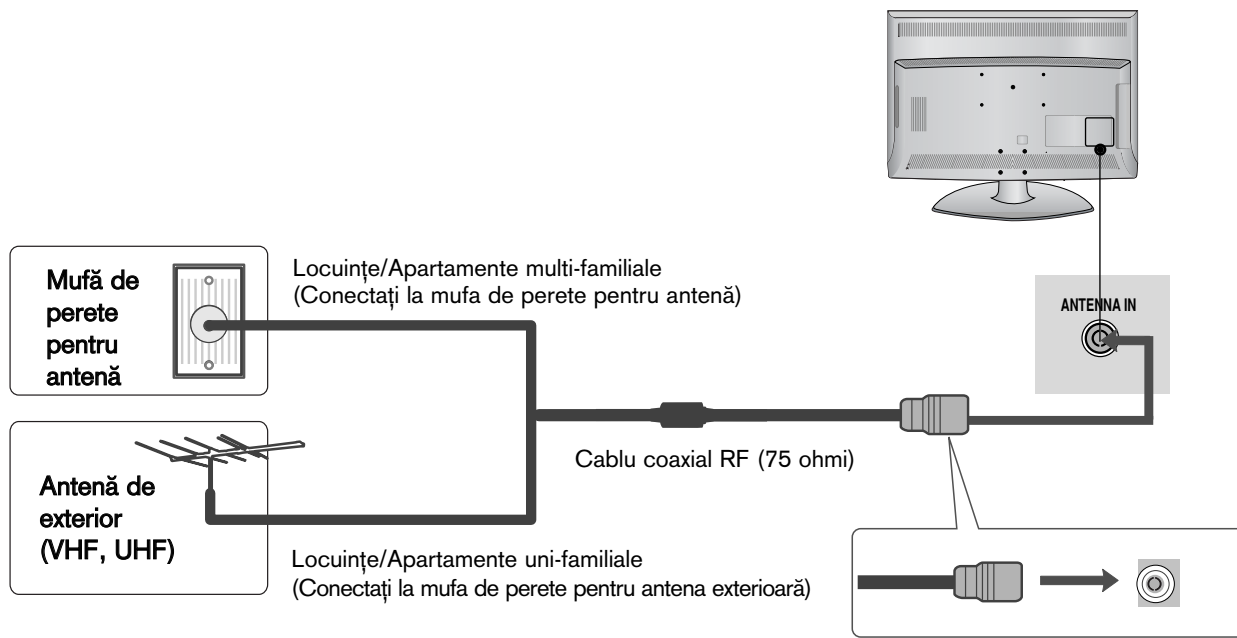 Mufă de
perete
pentru
antenă
Locuințe/Apartamente multi-familiale
(Conectați la mufa de perete pentru antenă)
ANTENNA IN
Cablu coaxial RF (75 ohmi)
Antenă de
exterior
(VHF, UHF)
Locuințe/Apartamente uni-familiale
(Conectați la mufa de perete pentru antena exterioară)